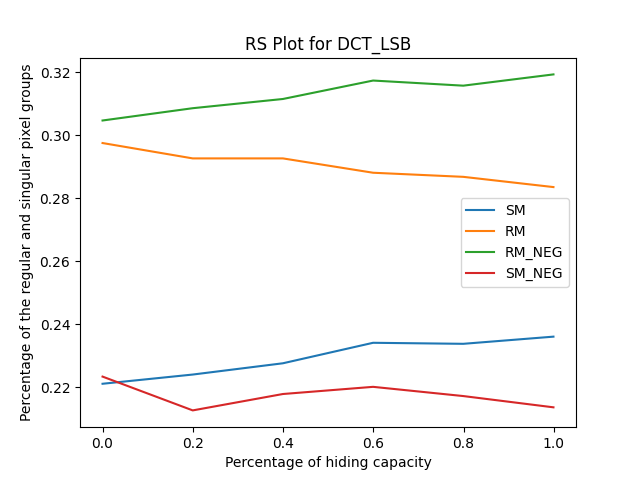 RS Plot for DCT_LSB
Percentage of the regular and singular pixel groups
0.32
0.30
0.28
0.26
0.24
0.22
SM
RM
RM_NEG
SM_NEG
0.0 0.2 0.4 0.6 0.8 1.0
Percentage of hiding capacity